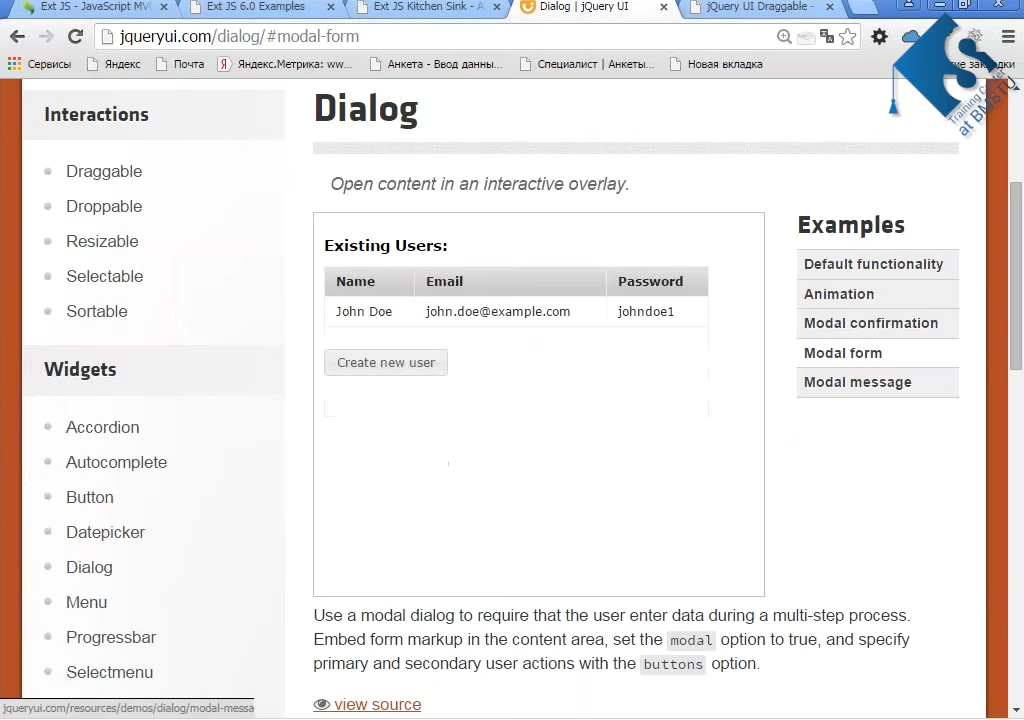 Ext JS - JavaScript MV
Ext JS 6.0 Examples
Ext JS Kitchen Sink - A
Dialog | jQuery UI
jQuery UI Draggable -
jqueryui.com/dialog/#modal-form
Сервисы
Яндекс
Почта
Яндекс.Метрика: ww...
Анкета - Ввод данны...
Специалист | Анкеты...
Новая вкладка
закладки
Training Center
at BMSTU
Interactions
Draggable
Droppable
Resizable
Selectable
Sortable
Widgets
Accordion
Autocomplete
Button
Datepicker
Dialog
Menu
Progressbar
Selectmenu
Dialog
Open content in an interactive overlay.
Existing Users:
Name Email Password
John Doe john.doe@example.com johndoe1
Create new user
Examples
Default functionality
Animation
Modal confirmation
Modal form
Modal message
Use a modal dialog to require that the user enter data during a multi-step process.
Embed form markup in the content area, set the modal option to true, and specify
primary and secondary user actions with the buttons option.
view source
jqueryui.com/resources/demos/dialog/modal-messa